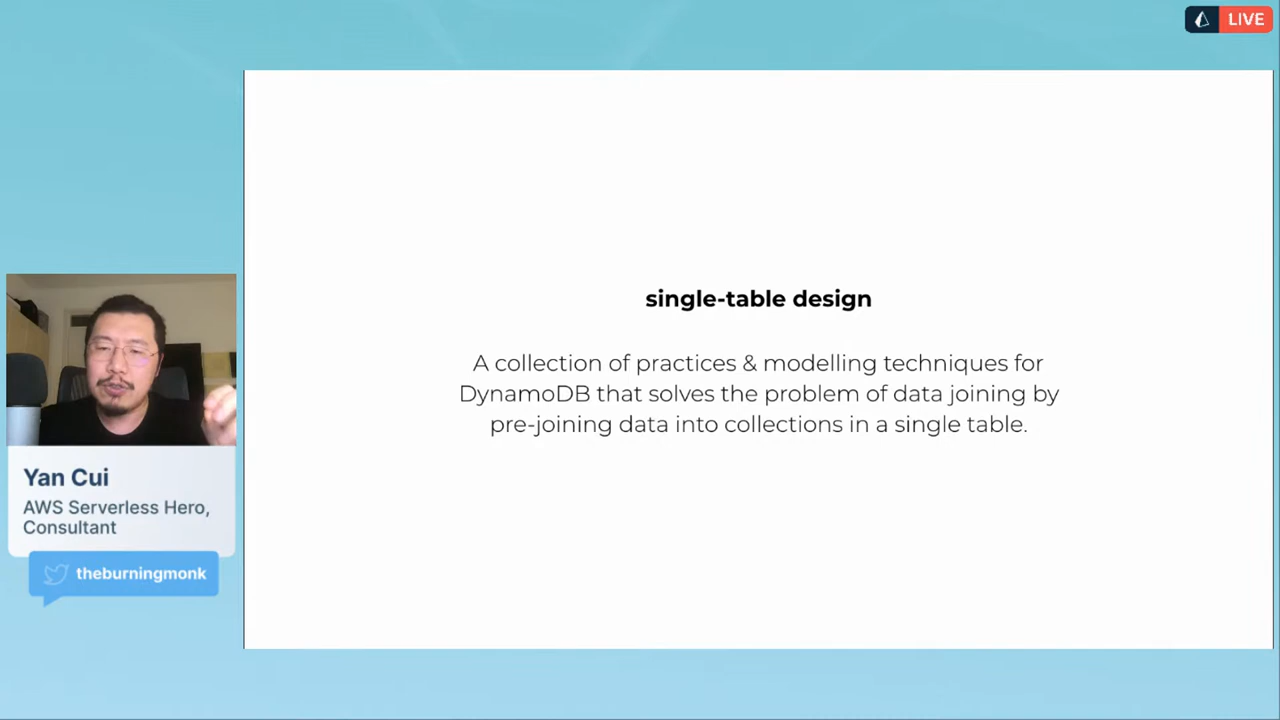 LIVE
single-table design
A collection of practices & modelling techniques for
DynamoDB that solves the problem of data joining by
pre-joining data into collections in a single table.
Yan Cui
AWS Serverless Hero,
Consultant
theburningmonk